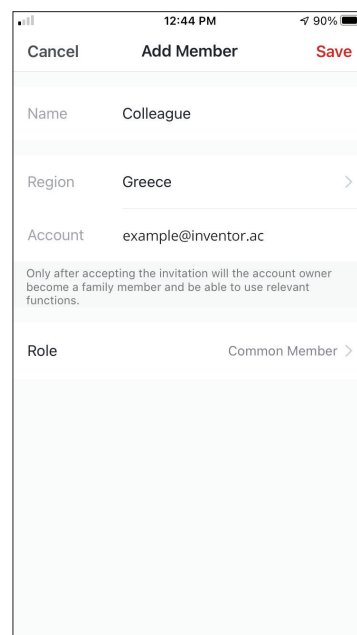 12:44 PM 90%
Cancel Add Member Save
Name Colleague
Region Greece
Account example@inventor.ac
Only after accepting the invitation will the account owner
become a family member and be able to use relevant
functions.
Role Common Member